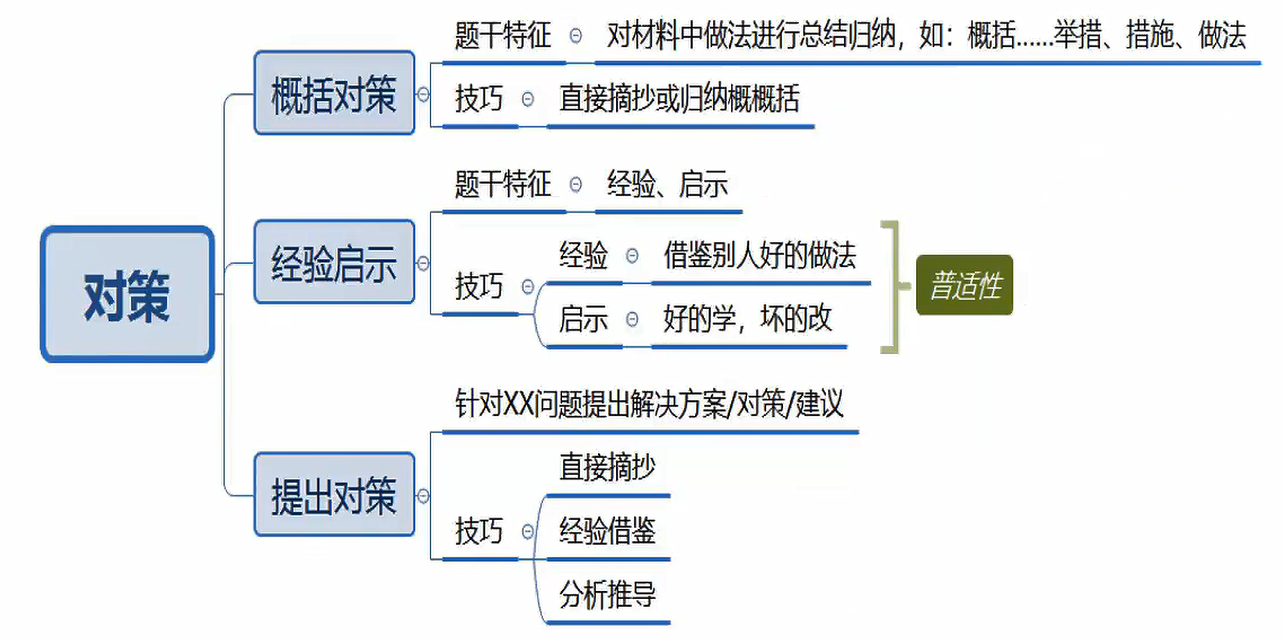 对策
概括对策
题干特征
对材料中做法进行总结归纳，如：概括......举措、措施、做法
技巧
直接摘抄或归纳概概括
经验启示
题干特征
经验、启示
技巧
经验
借鉴别人好的做法
启示
好的学，坏的改
普适性
提出对策
针对XX问题提出解决方案/对策/建议
技巧
直接摘抄
经验借鉴
分析推导